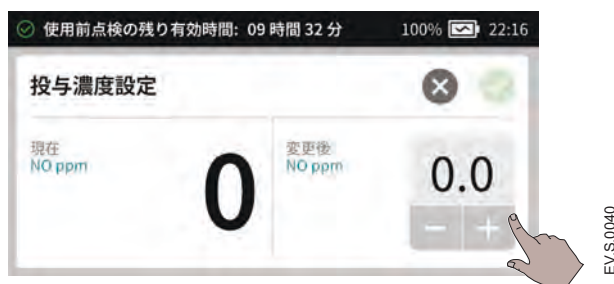 使用前点検の残り有効時間: 09 時間 32 分 100% 22:16
投与濃度設定
現在 変更後
NO ppm NO ppm
0 0.0
− +
EV.S.0040